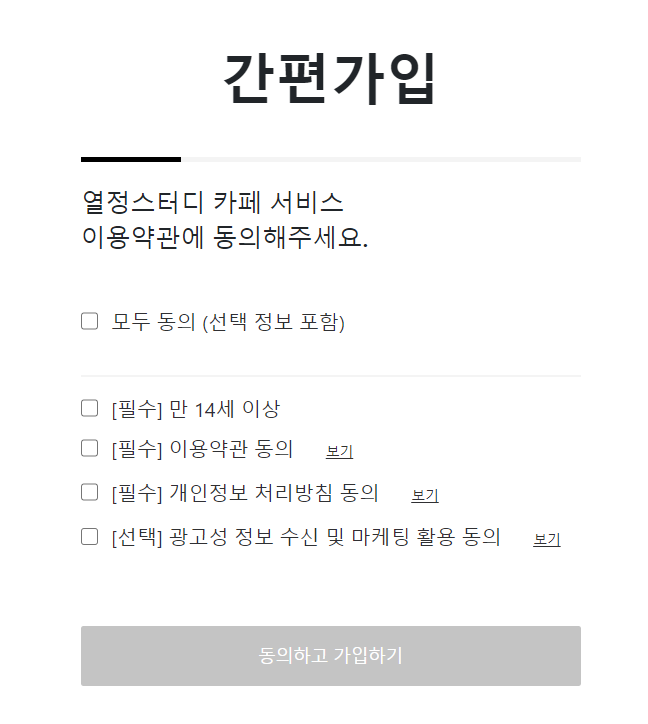 간편가입
열정스터디 카페 서비스
이용약관에 동의해주세요.
모두 동의 (선택 정보 포함)
[필수] 만 14세 이상
[필수] 이용약관 동의 보기
[필수] 개인정보 처리방침 동의 보기
[선택] 광고성 정보 수신 및 마케팅 활용 동의 보기
동의하고 가입하기